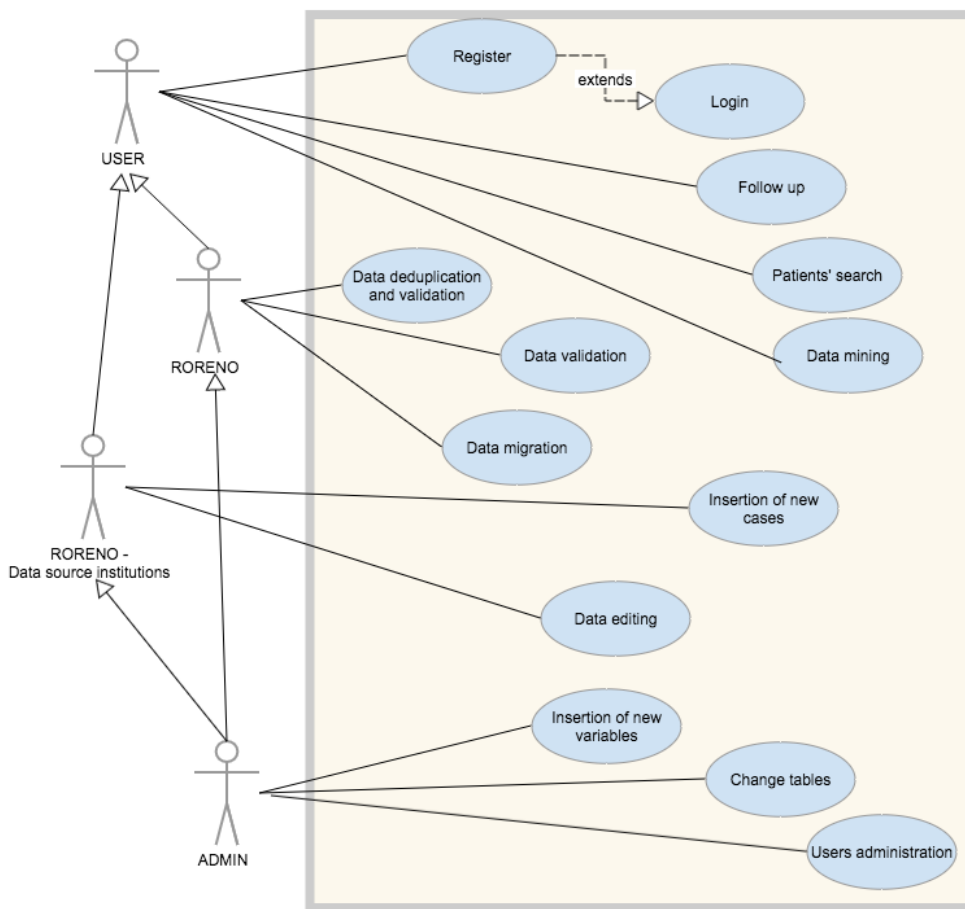 Register
extends
Login
USER
Follow up
Patients' search
Data deduplication
and validation
RORENO
Data validation
Data mining
Data migration
Insertion of new
cases
RORENO -
Data source institutions
Data editing
Insertion of new
variables
Change tables
ADMIN
Users administration